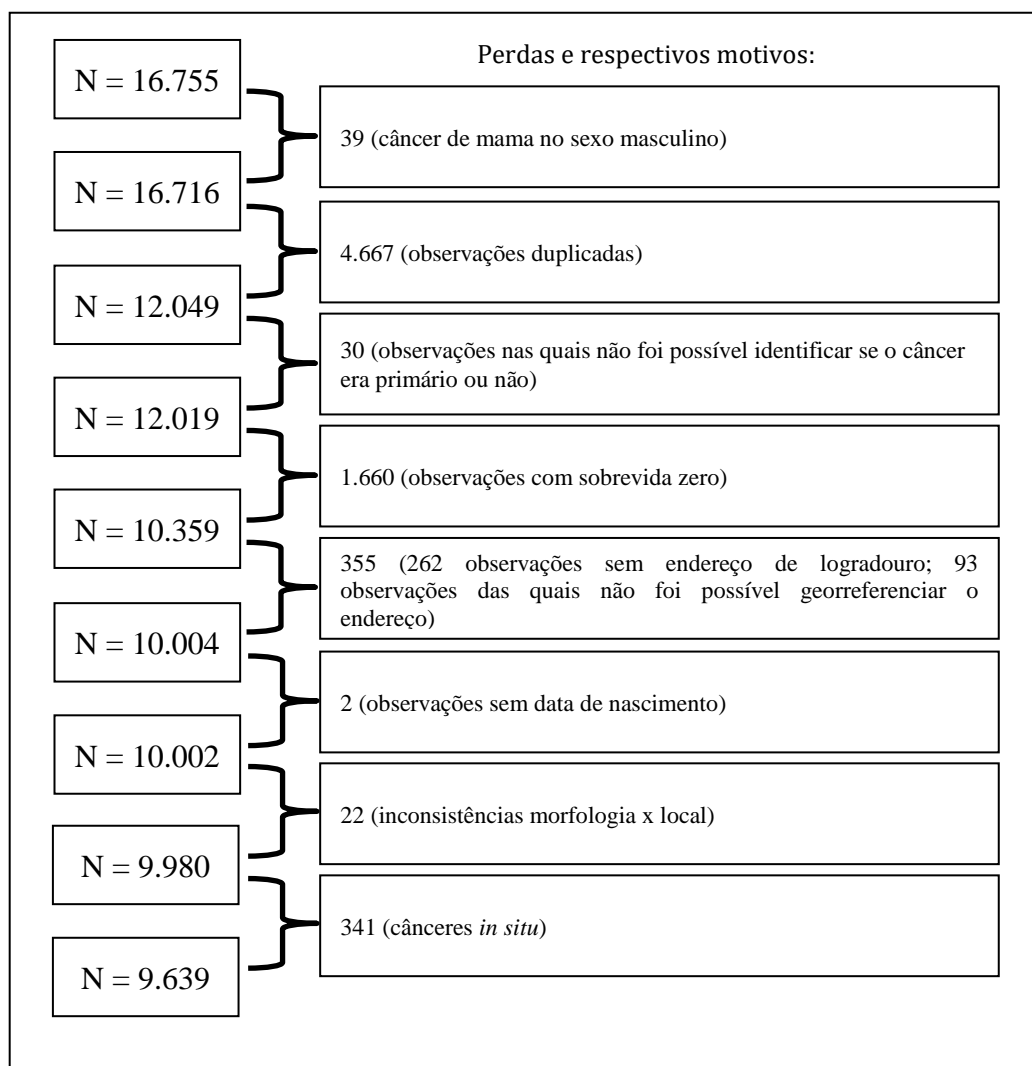 Perdas e respectivos motivos:
N = 16.755
39 (câncer de mama no sexo masculino)
N = 16.716
4.667 (observações duplicadas)
N = 12.049
30 (observações nas quais não foi possível identificar se o câncer
era primário ou não)
N = 12.019
1.660 (observações com sobrevida zero)
N = 10.359
355 (262 observações sem endereço de logradouro; 93
observações das quais não foi possível georreferenciar o
endereço)
N = 10.004
2 (observações sem data de nascimento)
N = 10.002
22 (inconsistências morfologia x local)
N = 9.980
341 (cânceres in situ)
N = 9.639